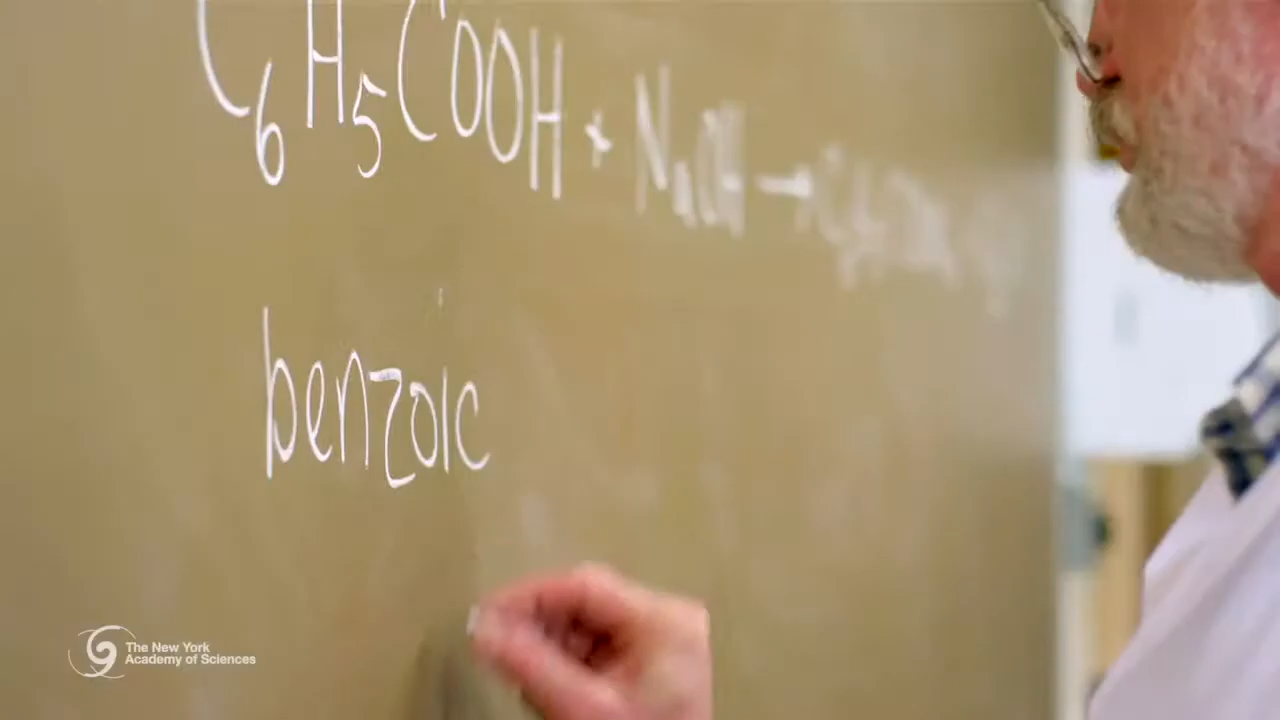 C₆H₅COOH + NaOH →
benzoic
The New York
Academy of Sciences